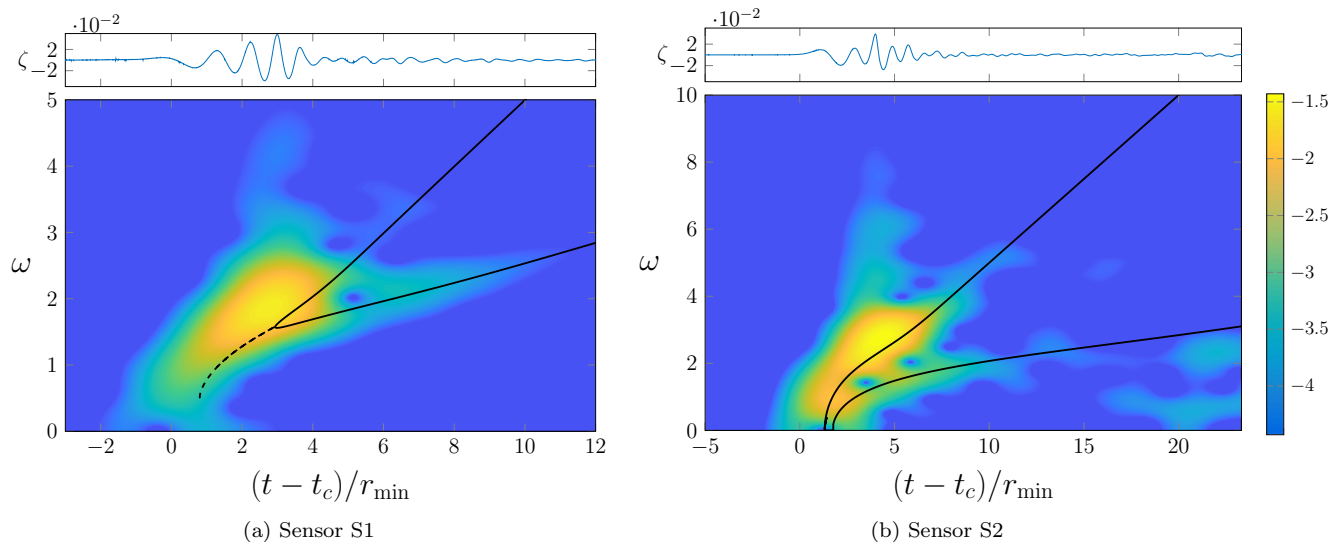 ·10⁻² ·10⁻²
ζ 2 −2 ζ 2 −2
5 4 3 2 1 0
ω
−2 0 2 4 6 8 10 12
(t − t_c)/r_min
(a) Sensor S1
10 8 6 4 2 0
ω
−5 0 5 10 15 20
(t − t_c)/r_min
(b) Sensor S2
−1.5
−2
−2.5
−3
−3.5
−4